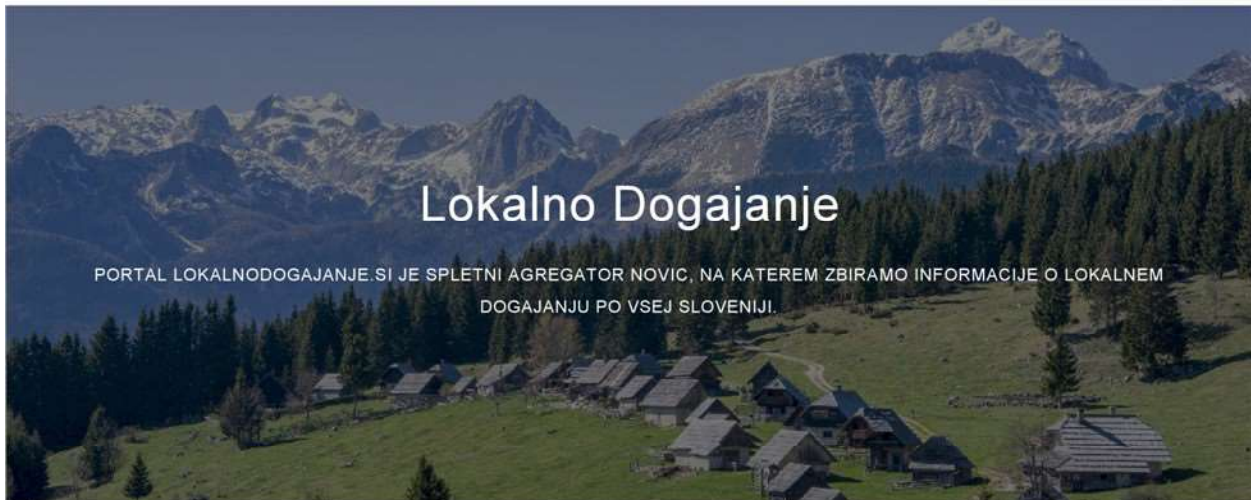 Lokalno Dogajanje
PORTAL LOKALNODOGAJANJE.SI JE SPLETNI AGREGATOR NOVIC, NA KATEREM ZBIRAMO INFORMACIJE O LOKALNEM
DOGAJANJU PO VSEJ SLOVENIJI.